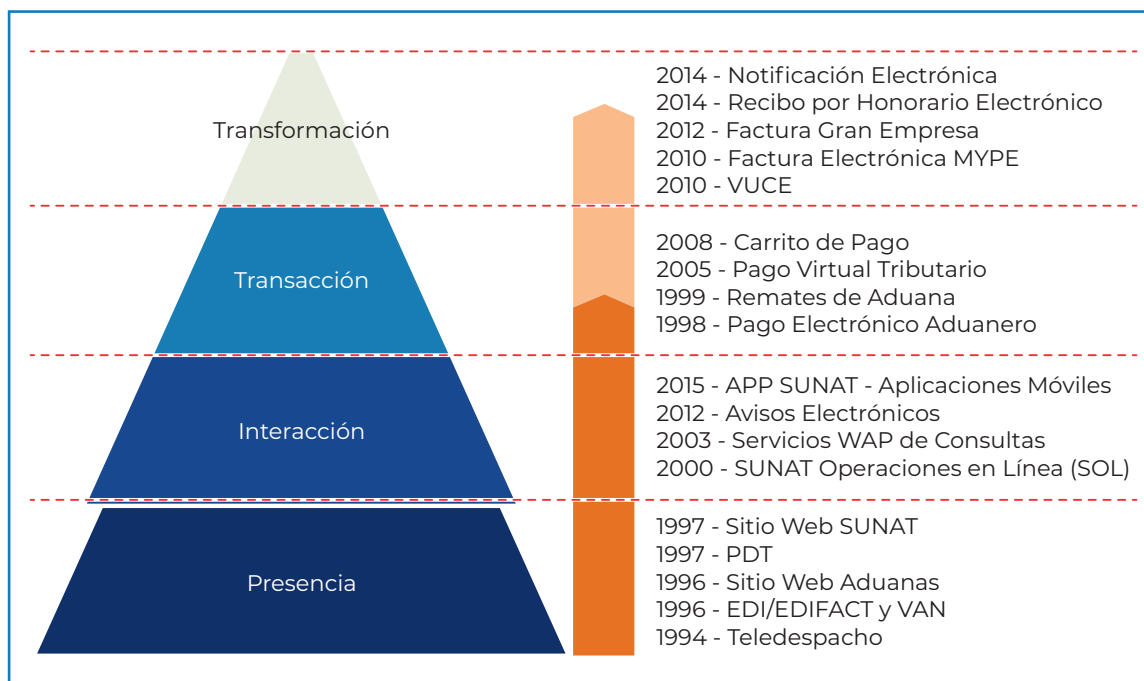 Transformación
2014 - Notificación Electrónica
2014 - Recibo por Honorario Electrónico
2012 - Factura Gran Empresa
2010 - Factura Electrónica MYPE
2010 - VUCE
Transacción
2008 - Carrito de Pago
2005 - Pago Virtual Tributario
1999 - Remates de Aduana
1998 - Pago Electrónico Aduanero
Interacción
2015 - APP SUNAT - Aplicaciones Móviles
2012 - Avisos Electrónicos
2003 - Servicios WAP de Consultas
2000 - SUNAT Operaciones en Línea (SOL)
Presencia
1997 - Sitio Web SUNAT
1997 - PDT
1996 - Sitio Web Aduanas
1996 - EDI/EDIFACT y VAN
1994 - Teledespacho